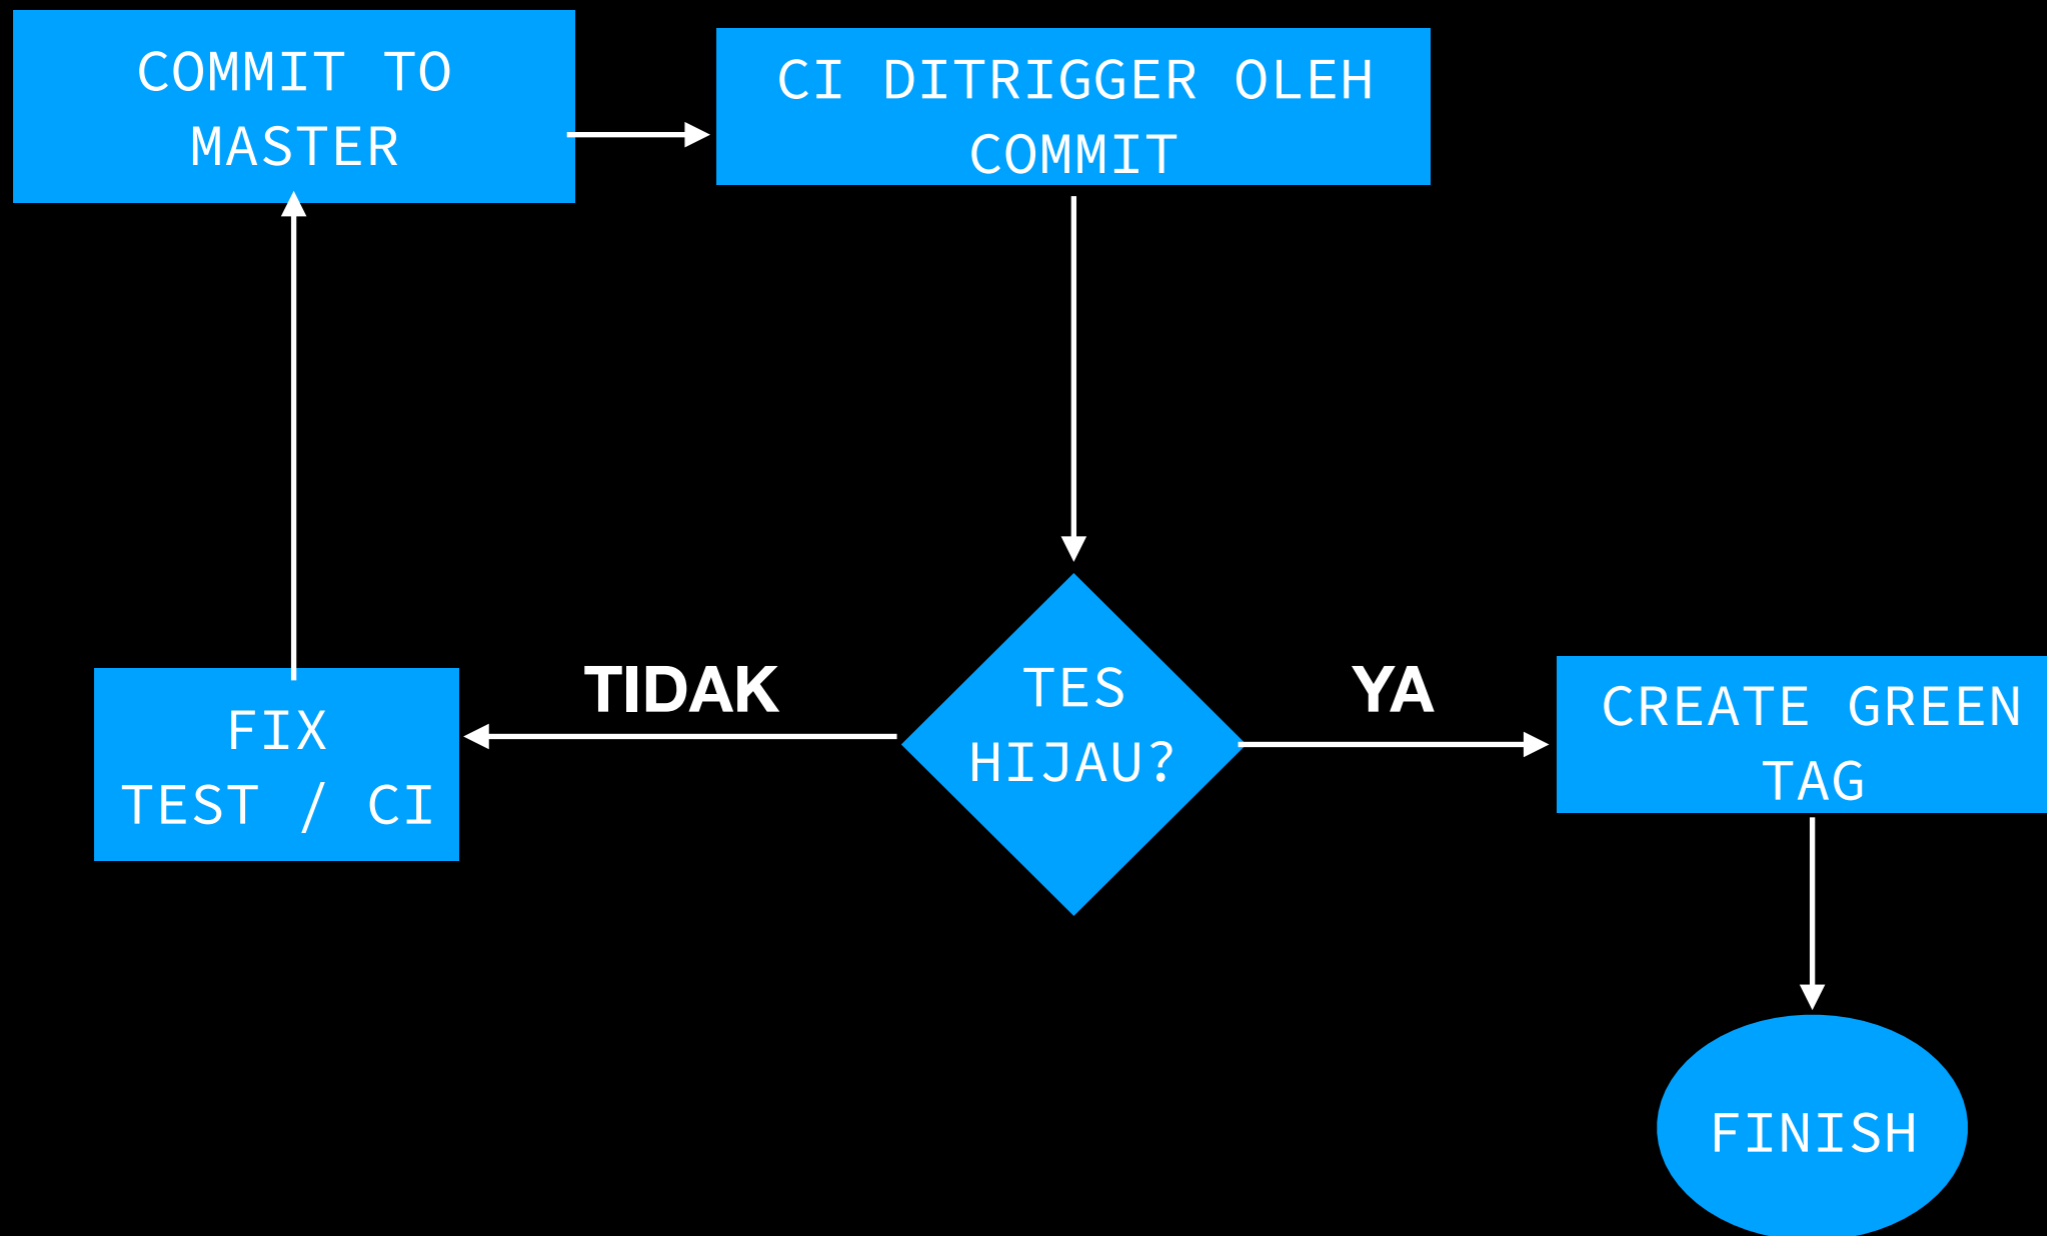 COMMIT TO
MASTER
CI DITRIGGER OLEH
COMMIT
TIDAK
YA
TES
HIJAU?
FIX
TEST / CI
CREATE GREEN
TAG
FINISH